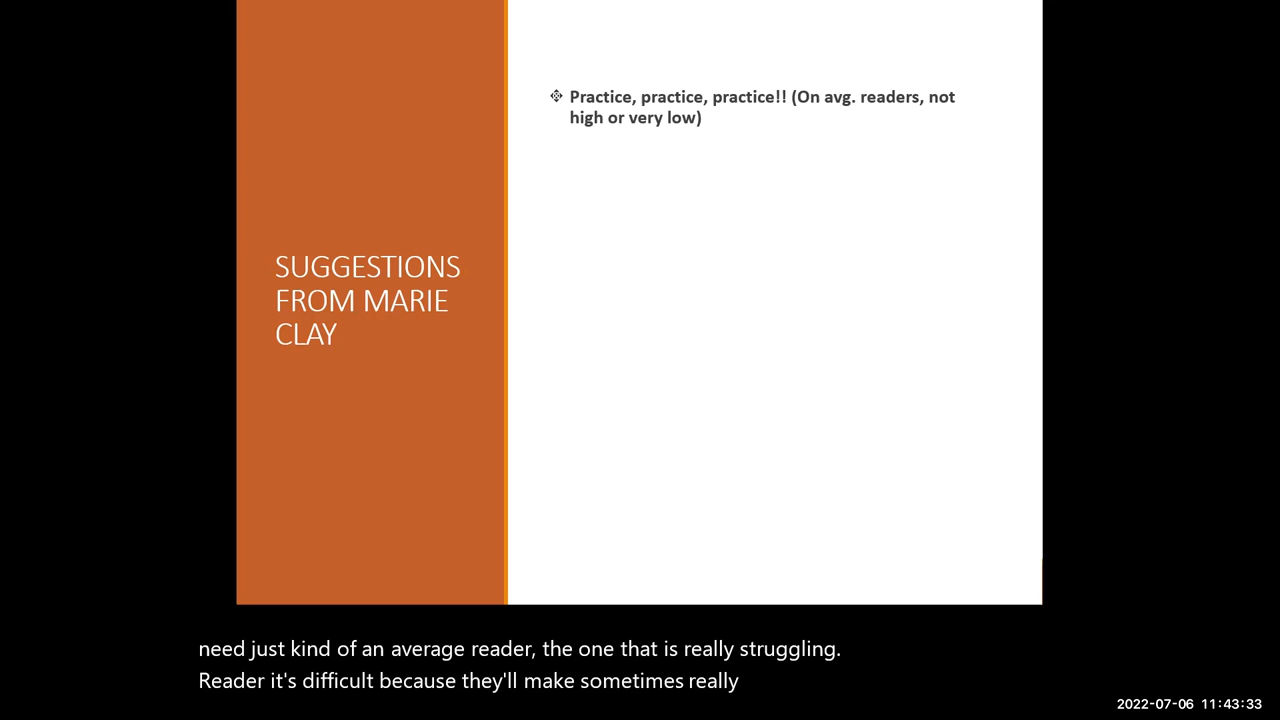 SUGGESTIONS
FROM MARIE
CLAY
Practice, practice, practice!! (On avg. readers, not
high or very low)
need just kind of an average reader, the one that is really struggling.
Reader it's difficult because they'll make sometimes really
2022-07-06 11:43:33